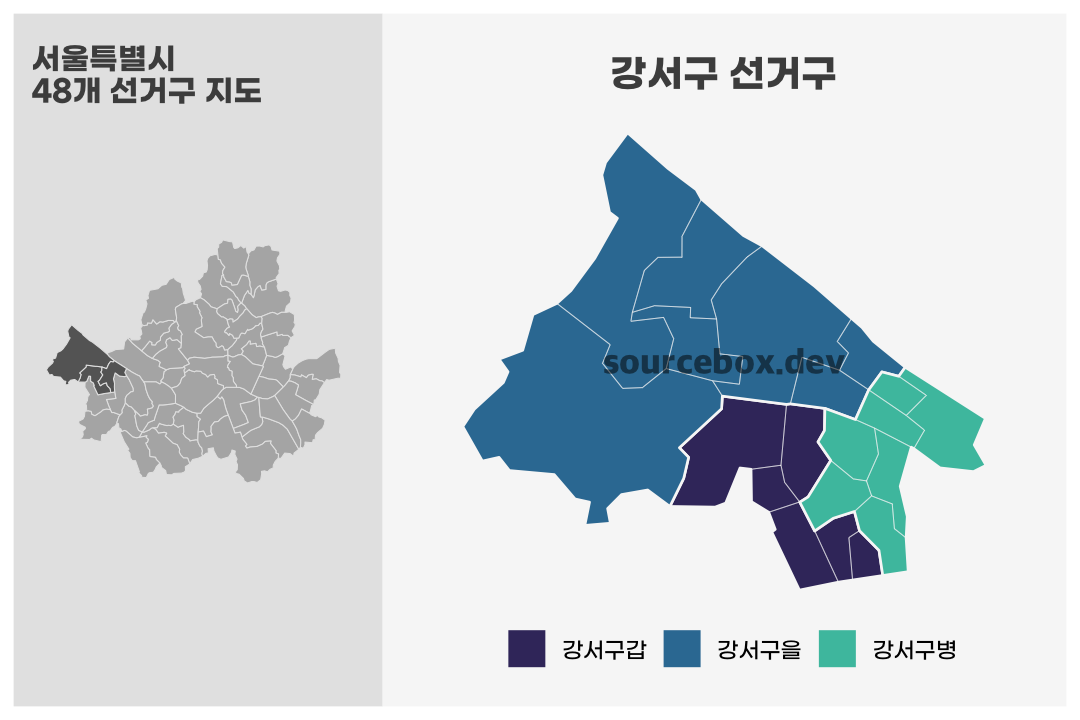 서울특별시
48개 선거구 지도
강서구 선거구
sourcebox.dev
강서구갑
강서구을
강서구병